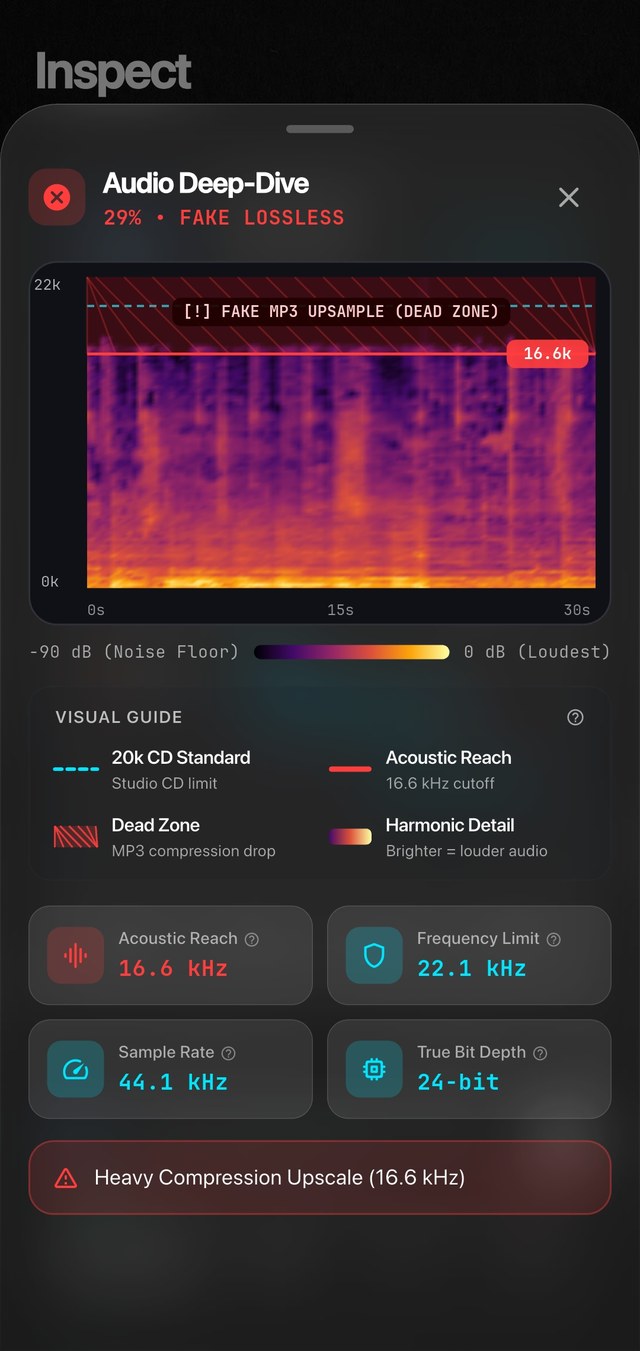 Inspect
Audio Deep-Dive
29% • FAKE LOSSLESS
22k
[!] FAKE MP3 UPSAMPLE (DEAD ZONE)
16.6k
0k
0s 15s 30s
-90 dB (Noise Floor) 0 dB (Loudest)
VISUAL GUIDE
20k CD Standard
Studio CD limit
Acoustic Reach
16.6 kHz cutoff
Dead Zone
MP3 compression drop
Harmonic Detail
Brighter = louder audio
Acoustic Reach
16.6 kHz
Frequency Limit
22.1 kHz
Sample Rate
44.1 kHz
True Bit Depth
24-bit
Heavy Compression Upscale (16.6 kHz)